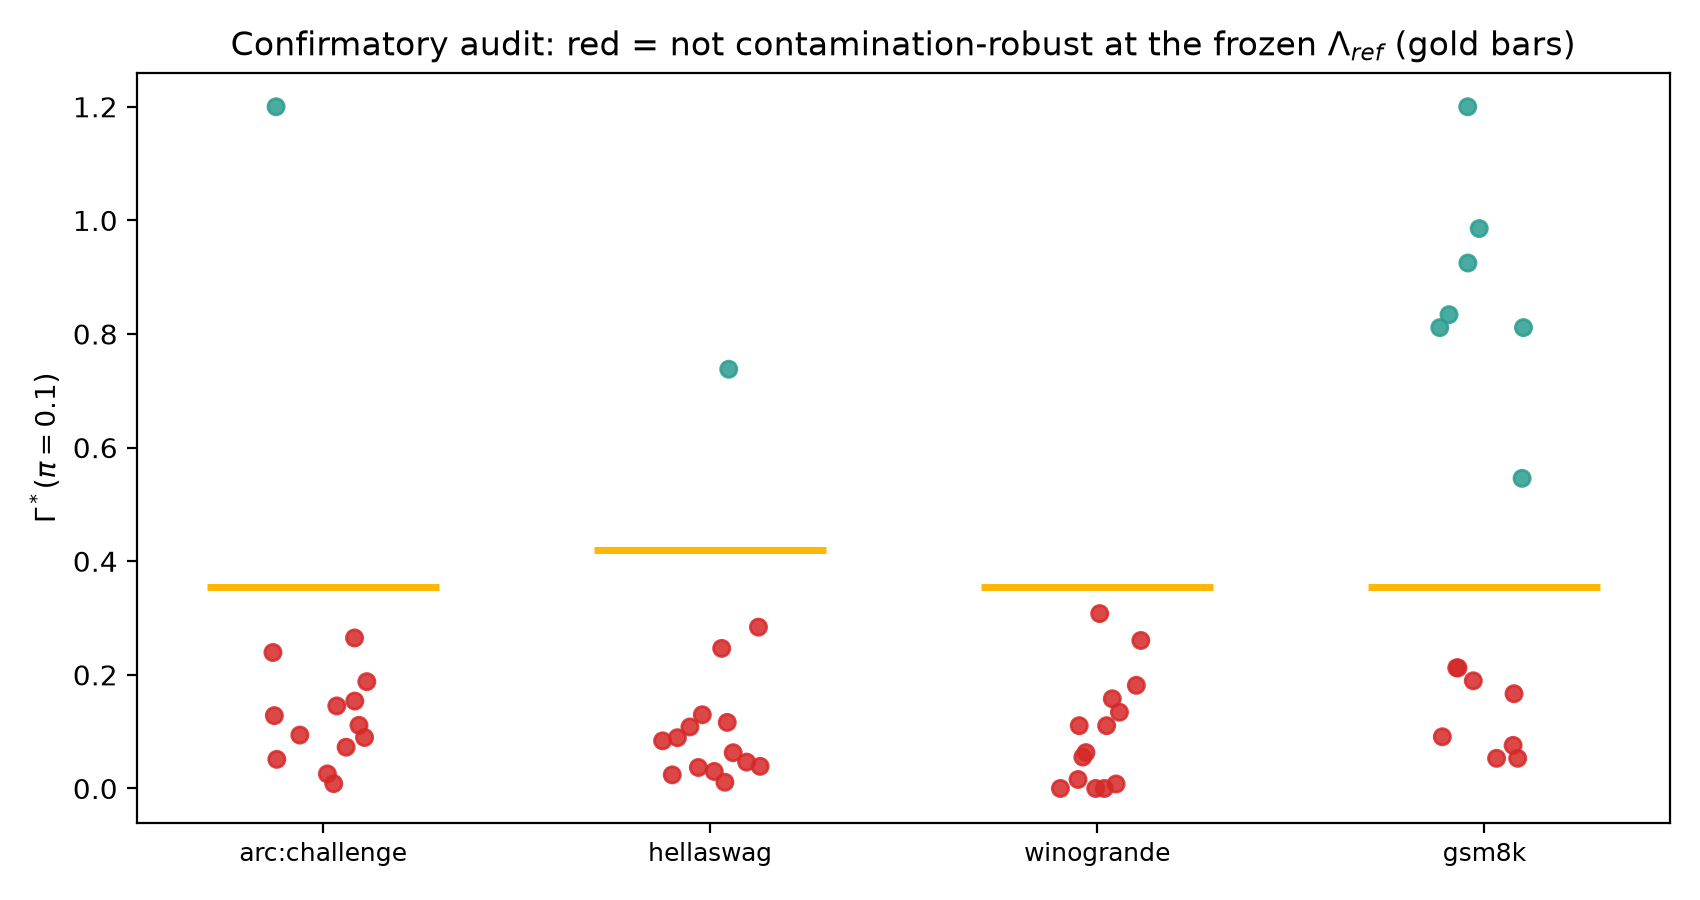 Confirmatory audit: red = not contamination-robust at the frozen Λ_ref (gold bars)
Γ*(π = 0.1)
1.2
1.0
0.8
0.6
0.4
0.2
0.0
arc:challenge
hellaswag
winogrande
gsm8k